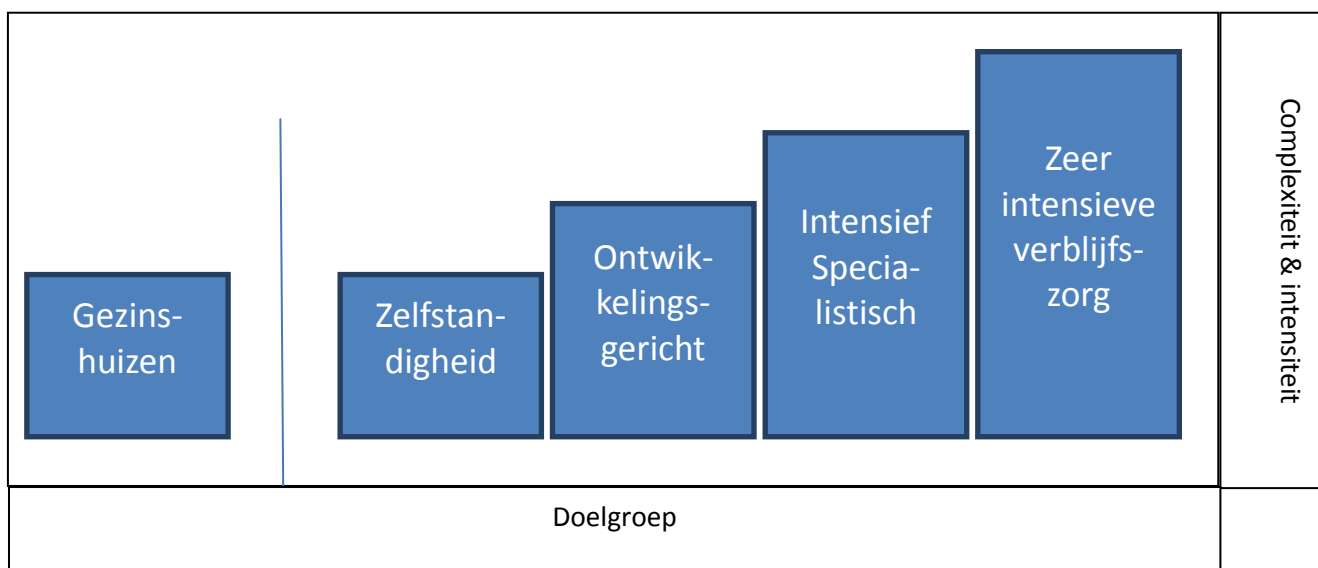 Gezins-
huizen
Zelfstan-
digheid
Ontwik-
kelings-
gericht
Intensief
Specia-
listisch
Zeer
intensieve
verblijfs-
zorg
Complexiteit & intensiteit
Doelgroep